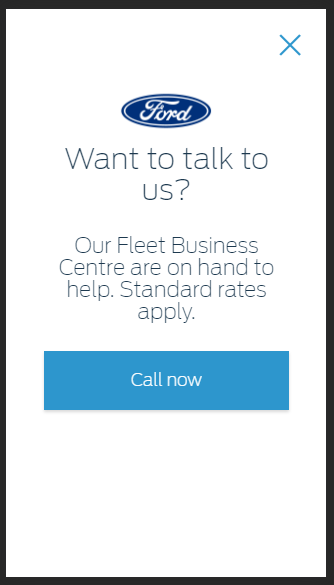 Ford
Want to talk to
us?
Our Fleet Business
Centre are on hand to
help. Standard rates
apply.
Call now